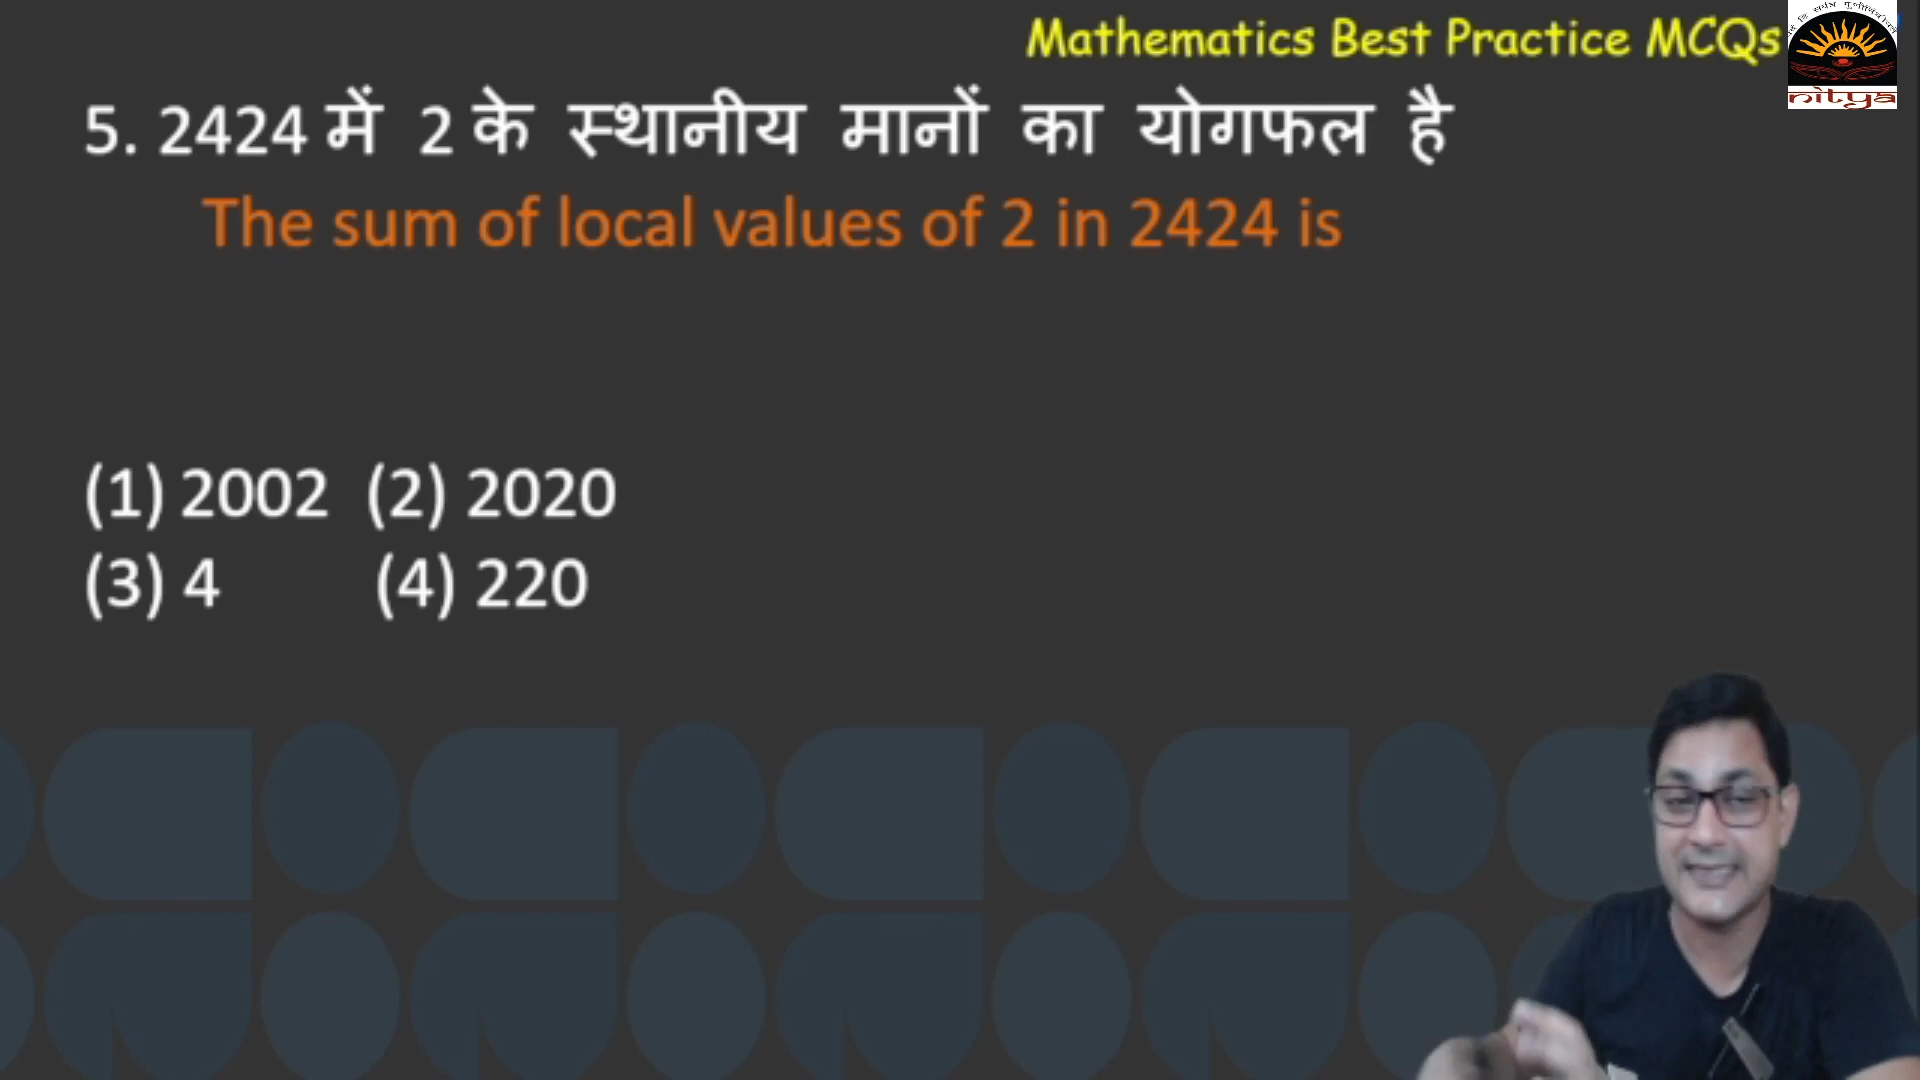 Mathematics Best Practice MCQs
nitya
5. 2424 में 2 के स्थानीय मानों का योगफल है
The sum of local values of 2 in 2424 is
(1) 2002 (2) 2020
(3) 4 (4) 220